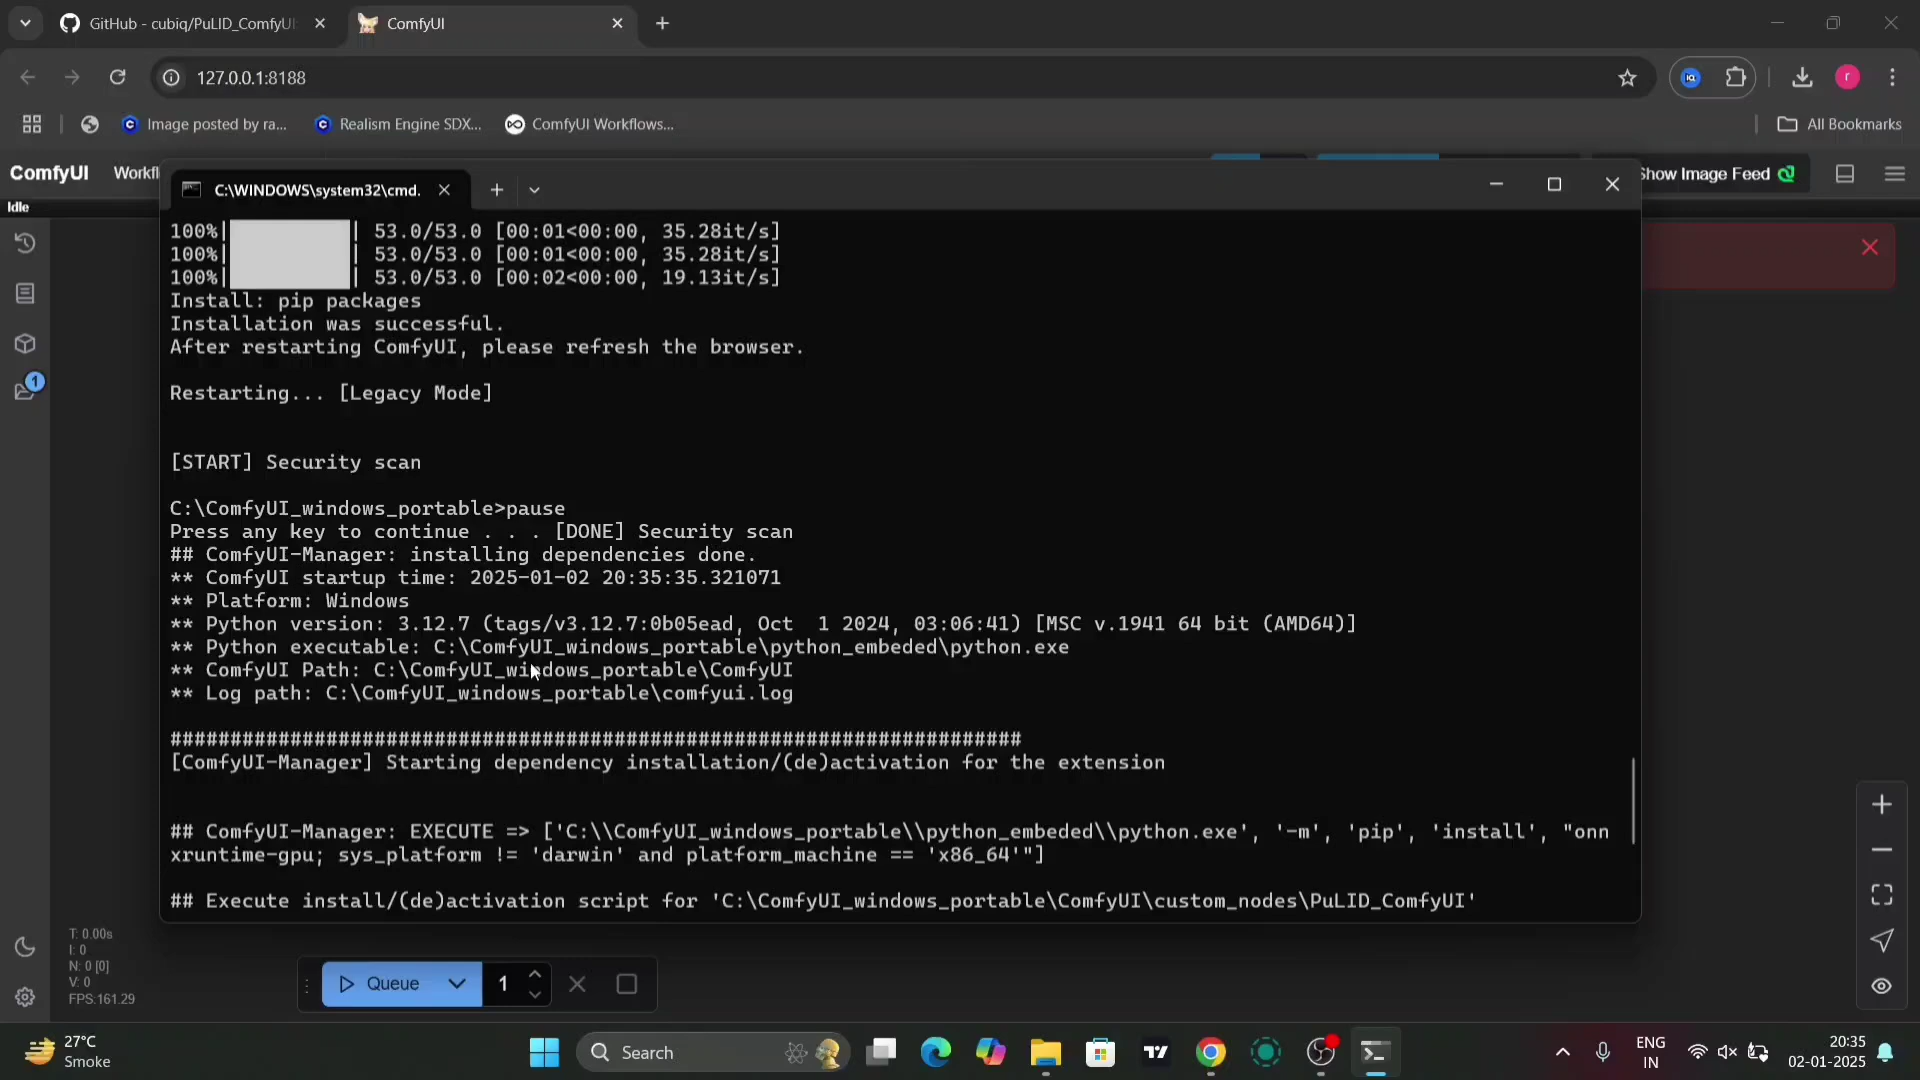 GitHub - cubiq/PuLID_ComfyUI
ComfyUI
127.0.0.1:8188
r
Image posted by ra...
Realism Engine SDX...
ComfyUI Workflows...
All Bookmarks
ComfyUI
Workfl
Show Image Feed
Idle
C:\WINDOWS\system32\cmd.
100%| | 53.0/53.0 [00:01<00:00, 35.28it/s]
100%| | 53.0/53.0 [00:01<00:00, 35.28it/s]
100%| | 53.0/53.0 [00:02<00:00, 19.13it/s]
Install: pip packages
Installation was successful.
After restarting ComfyUI, please refresh the browser.
Restarting... [Legacy Mode]
[START] Security scan
C:\ComfyUI_windows_portable>pause
Press any key to continue . . . [DONE] Security scan
## ComfyUI-Manager: installing dependencies done.
** ComfyUI startup time: 2025-01-02 20:35:35.321071
** Platform: Windows
** Python version: 3.12.7 (tags/v3.12.7:0b05ead, Oct  1 2024, 03:06:41) [MSC v.1941 64 bit (AMD64)]
** Python executable: C:\ComfyUI_windows_portable\python_embeded\python.exe
** ComfyUI Path: C:\ComfyUI_windows_portable\ComfyUI
** Log path: C:\ComfyUI_windows_portable\comfyui.log
#######################################################################
[ComfyUI-Manager] Starting dependency installation/(de)activation for the extension
## ComfyUI-Manager: EXECUTE => ['C:\\ComfyUI_windows_portable\\python_embeded\\python.exe', '-m', 'pip', 'install', "onn
xruntime-gpu; sys_platform != 'darwin' and platform_machine == 'x86_64'"]
## Execute install/(de)activation script for 'C:\ComfyUI_windows_portable\ComfyUI\custom_nodes\PuLID_ComfyUI'
1
T: 0.00s
I: 0
N: 0 [0]
V: 0
FPS:161.29
Queue
1
27°C
Smoke
Search
ENG
IN
20:35
02-01-2025